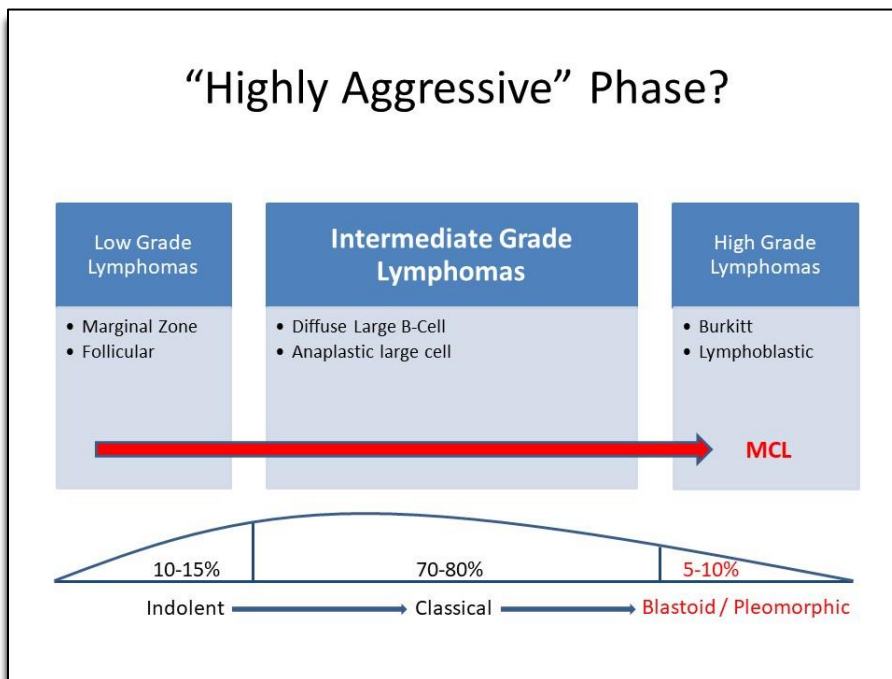 “Highly Aggressive” Phase?
Low Grade
Lymphomas
• Marginal Zone
• Follicular
Intermediate Grade
Lymphomas
• Diffuse Large B-Cell
• Anaplastic large cell
High Grade
Lymphomas
• Burkitt
• Lymphoblastic
MCL
10-15%
70-80%
5-10%
Indolent
Classical
Blastoid / Pleomorphic